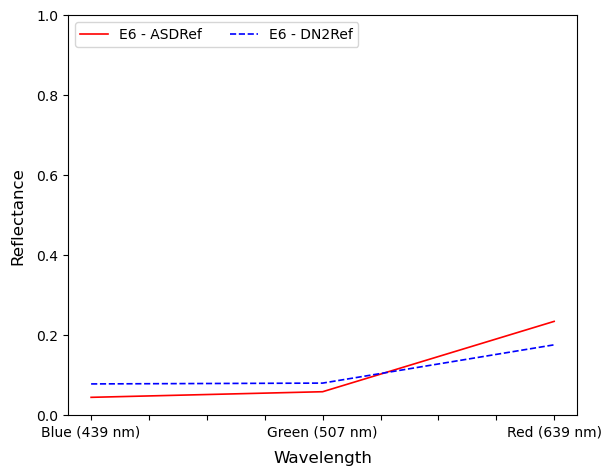 E6 - ASDRef
E6 - DN2Ref
1.0
0.8
0.6
0.4
0.2
0.0
Reflectance
Blue (439 nm)
Green (507 nm)
Red (639 nm)
Wavelength